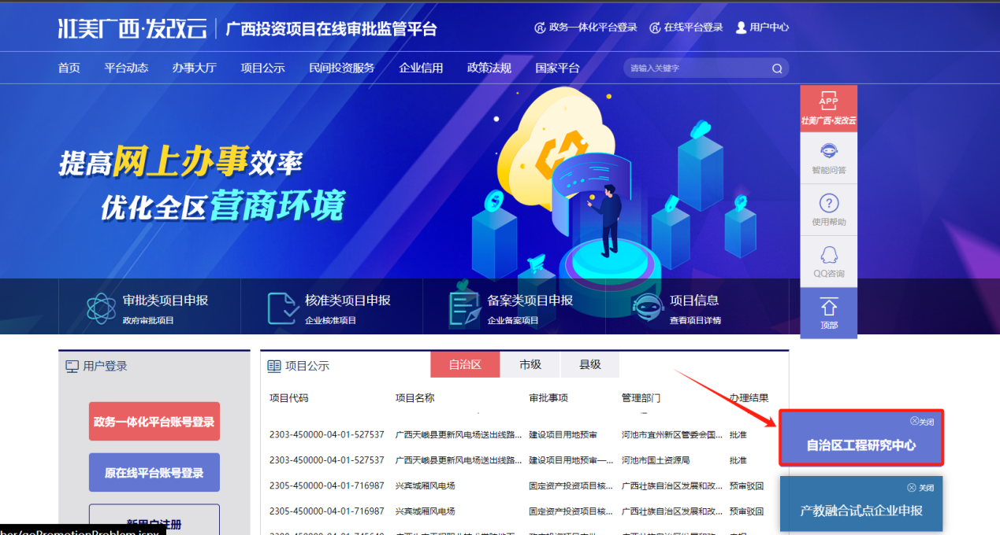 壮美广西·发改云 广西投资项目在线审批监管平台
政务一体化平台登录 在线平台登录 用户中心
首页 平台动态 办事大厅 项目公示 民间投资服务 企业信用 政策法规 国家平台 请输入关键字
APP
壮美广西·发改云
智能问答
使用帮助
QQ咨询
顶部
提高网上办事效率
优化全区营商环境
审批类项目申报 核准类项目申报 备案类项目申报 项目信息
政府审批项目 企业核准项目 企业备案项目 查看项目详情
用户登录
政务一体化平台账号登录
原在线平台账号登录
新用户注册
项目公示 自治区 市级 县级
项目代码 项目名称 审批事项 管理部门 办理结果
2303-450000-04-01-527537 广西天峨县更新风电场送出线路... 建设项目用地预审 河池市宜州新区管委会国... 批准
2303-450000-04-01-527537 广西天峨县更新风电场送出线路... 建设项目用地预审—... 河池市国土资源局 批准
2305-450000-04-01-716987 兴宾城厢风电场 固定资产投资项目核... 广西壮族自治区发展和改... 预审驳回
2305-450000-04-01-716987 兴宾城厢风电场 固定资产投资项目核... 广西壮族自治区发展和改... 预审驳回
关闭
自治区工程研究中心
关闭
产教融合试点企业申报